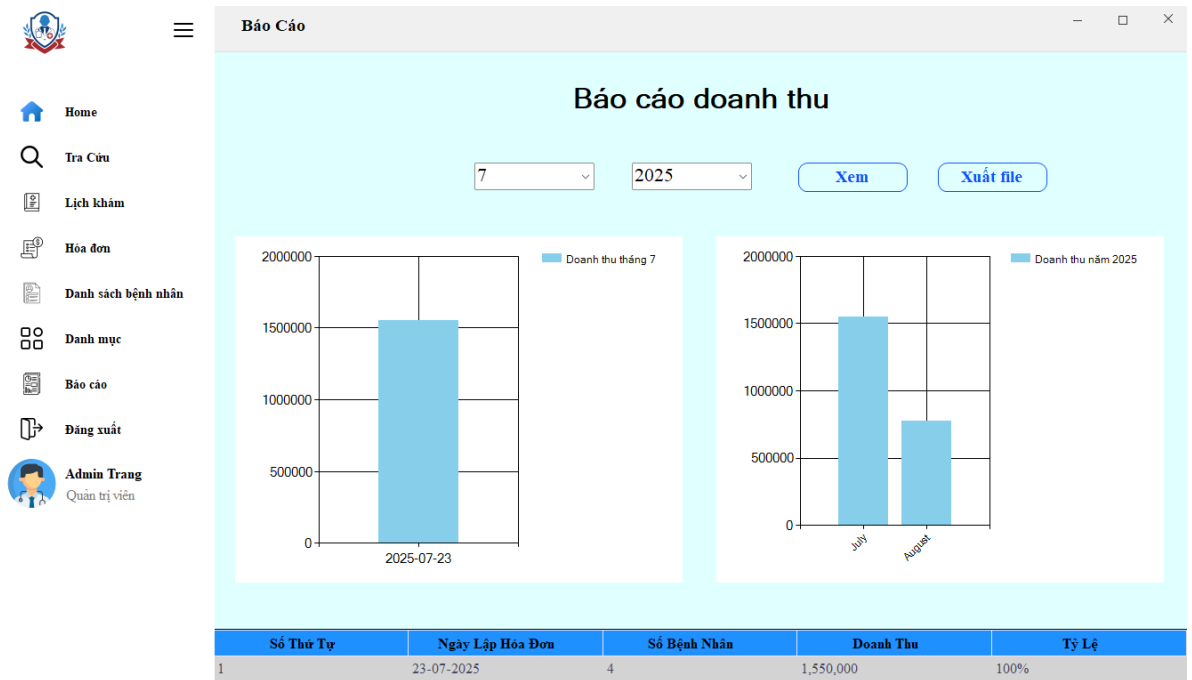 Báo Cáo
Home
Tra Cứu
Lịch khám
Hóa đơn
Danh sách bệnh nhân
Danh mục
Báo cáo
Đăng xuất
Admin Trang
Quản trị viên
Báo cáo doanh thu
7 2025 Xem Xuất file
2000000
1500000
1000000
500000
0
2025-07-23
Doanh thu tháng 7
2000000
1500000
1000000
500000
0
July August
Doanh thu năm 2025
Số Thứ Tự Ngày Lập Hóa Đơn Số Bệnh Nhân Doanh Thu Tỷ Lệ
1 23-07-2025 4 1,550,000 100%